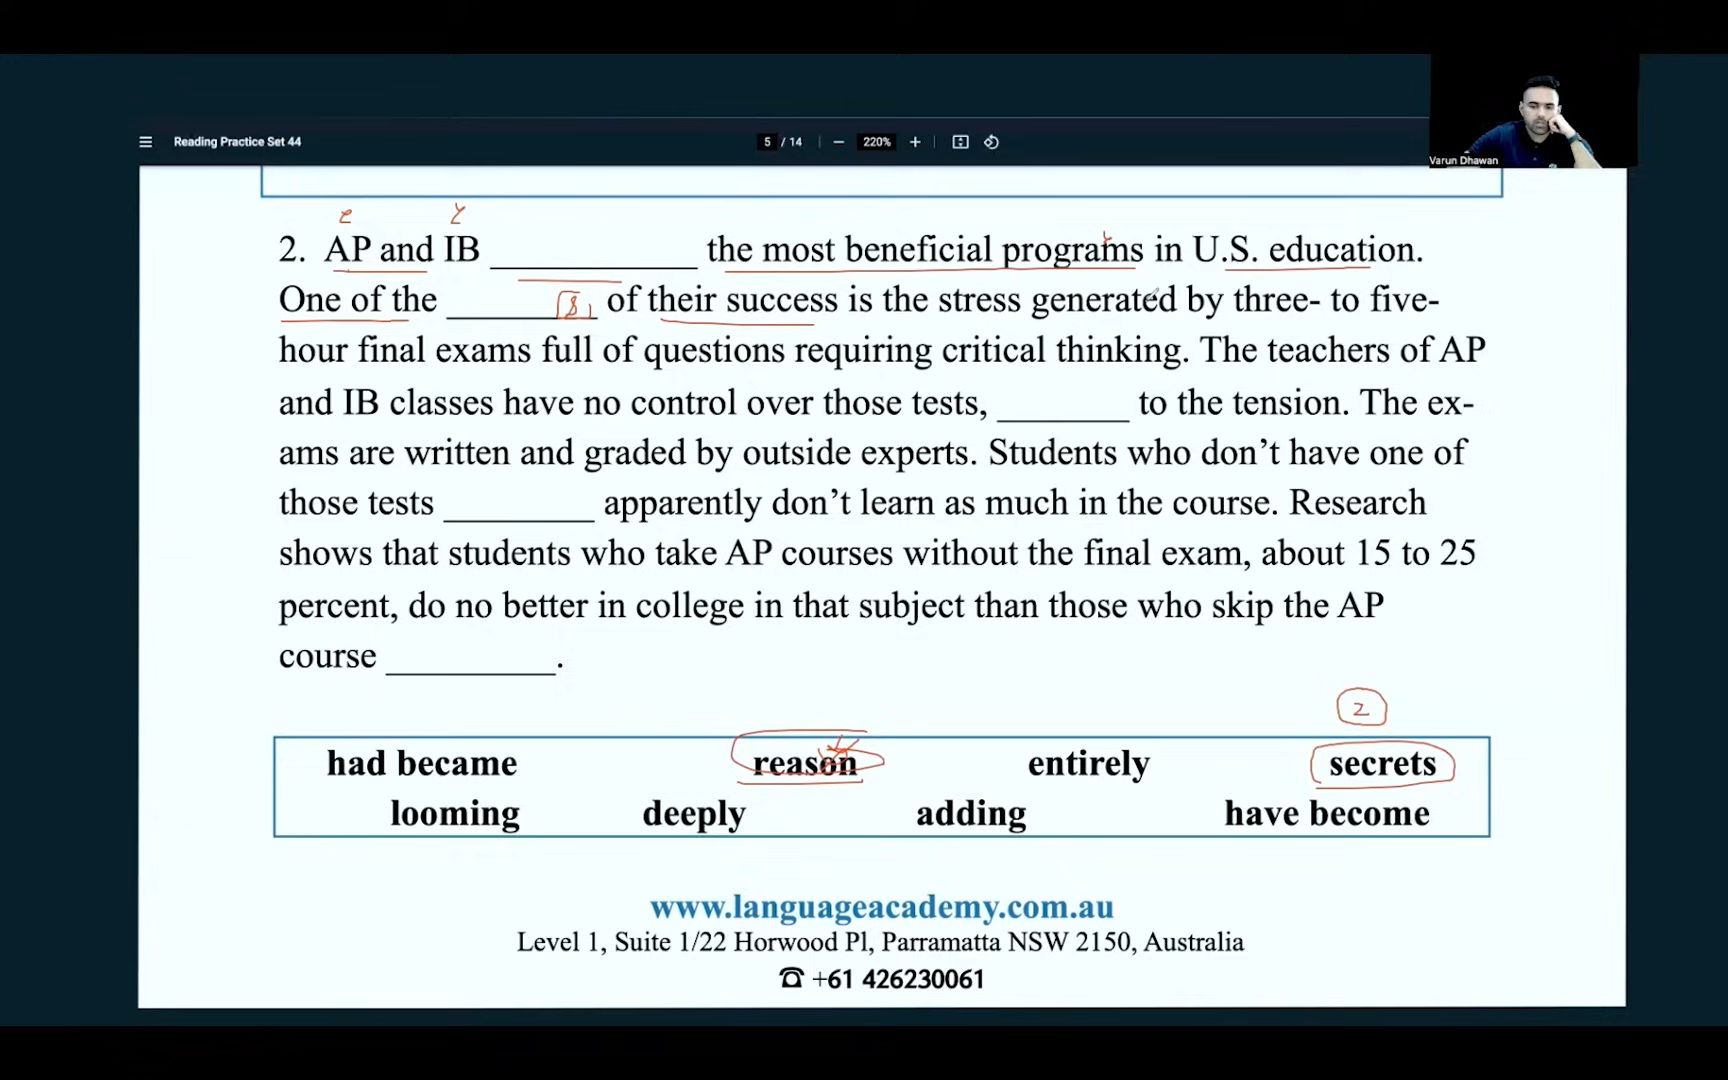 Varun Dhawan
Reading Practice Set 44
5 / 14
220%
2. AP and IB ___________ the most beneficial programs in U.S. education.
One of the ________ of their success is the stress generated by three- to five-
hour final exams full of questions requiring critical thinking. The teachers of AP
and IB classes have no control over those tests, _______ to the tension. The ex-
ams are written and graded by outside experts. Students who don’t have one of
those tests ________ apparently don’t learn as much in the course. Research
shows that students who take AP courses without the final exam, about 15 to 25
percent, do no better in college in that subject than those who skip the AP
course _________.
2
had became reason entirely secrets
looming deeply adding have become
www.languageacademy.com.au
Level 1, Suite 1/22 Horwood Pl, Parramatta NSW 2150, Australia
☎ +61 426230061